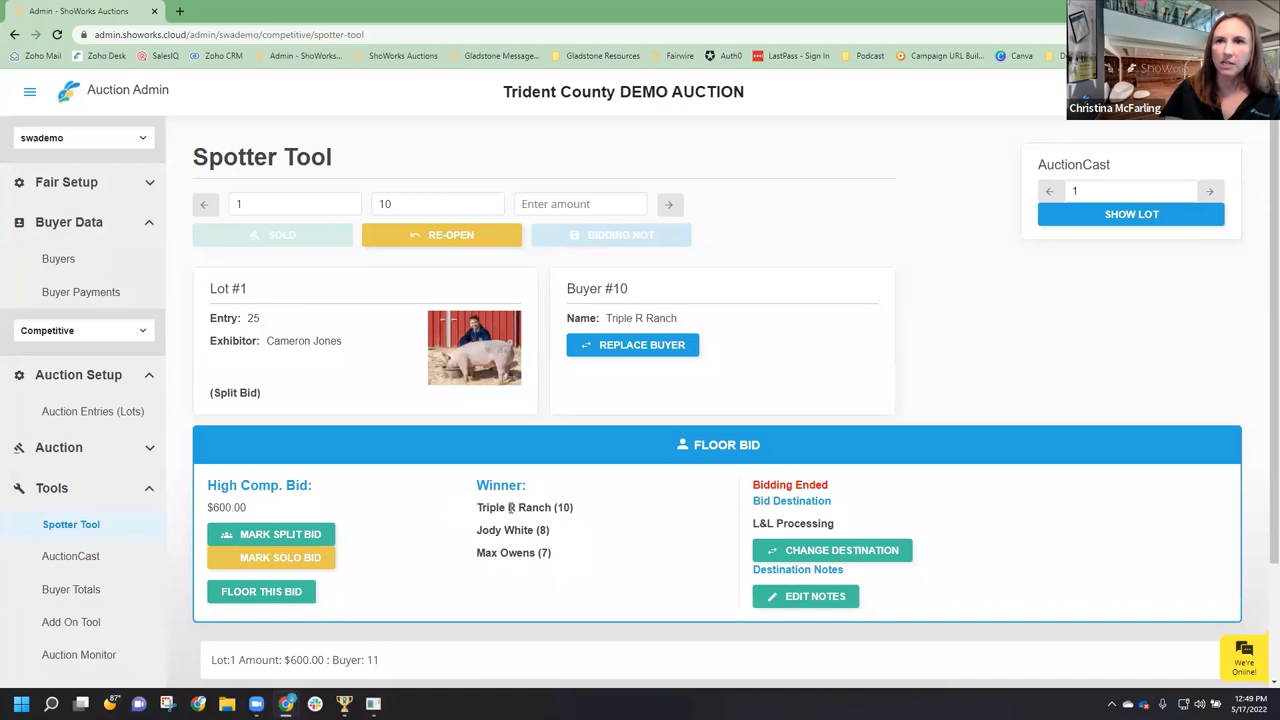 Admin - ShoWorks Auctions
admin.showorks.cloud/admin/swademo/competitive/spotter-tool
Zoho Mail
Zoho Desk
SalesIQ
Zoho CRM
Admin - ShoWorks...
ShoWorks Auctions
Gladstone Message...
Gladstone Resources
Fairwire
Auth0
LastPass - Sign In
Podcast
Campaign URL Buil...
Canva
Christina McFarling
Auction Admin
Trident County DEMO AUCTION
swademo
Fair Setup
Buyer Data
Buyers
Buyer Payments
Competitive
Auction Setup
Auction Entries (Lots)
Auction
Tools
Spotter Tool
AuctionCast
Buyer Totals
Add On Tool
Auction Monitor
Spotter Tool
1
10
Enter amount
SOLD
RE-OPEN
BIDDING NOT
AuctionCast
1
SHOW LOT
Lot #1
Entry: 25
Exhibitor: Cameron Jones
(Split Bid)
Buyer #10
Name: Triple R Ranch
REPLACE BUYER
FLOOR BID
High Comp. Bid:
$600.00
MARK SPLIT BID
MARK SOLO BID
FLOOR THIS BID
Winner:
Triple R Ranch (10)
Jody White (8)
Max Owens (7)
Bidding Ended
Bid Destination
L&L Processing
CHANGE DESTINATION
Destination Notes
EDIT NOTES
Lot:1 Amount: $600.00 : Buyer: 11
We're
Online!
87°
12:49 PM
5/17/2022